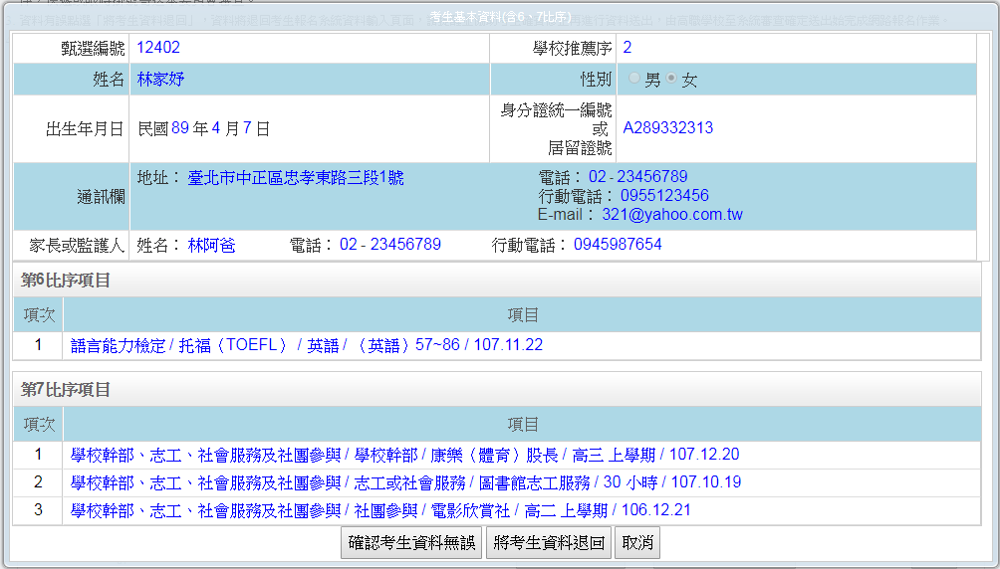 考生基本資料(含6、7比序)
甄選編號 12402 學校推薦序 2
姓名 林家妤 性別 男 女
出生年月日 民國 89 年 4 月 7 日 身分證統一編號
或
居留證號 A289332313
通訊欄 地址： 臺北市中正區忠孝東路三段1號 電話： 02 - 23456789
行動電話： 0955123456
E-mail： 321@yahoo.com.tw
家長或監護人 姓名： 林阿爸 電話： 02 - 23456789 行動電話： 0945987654
第6比序項目
項次 項目
1 語言能力檢定 / 托福（TOEFL） / 英語 / （英語）57~86 / 107.11.22
第7比序項目
項次 項目
1 學校幹部、志工、社會服務及社團參與 / 學校幹部 / 康樂（體育）股長 / 高三 上學期 / 107.12.20
2 學校幹部、志工、社會服務及社團參與 / 志工或社會服務 / 圖書館志工服務 / 30 小時 / 107.10.19
3 學校幹部、志工、社會服務及社團參與 / 社團參與 / 電影欣賞社 / 高二 上學期 / 106.12.21
確認考生資料無誤 將考生資料退回 取消